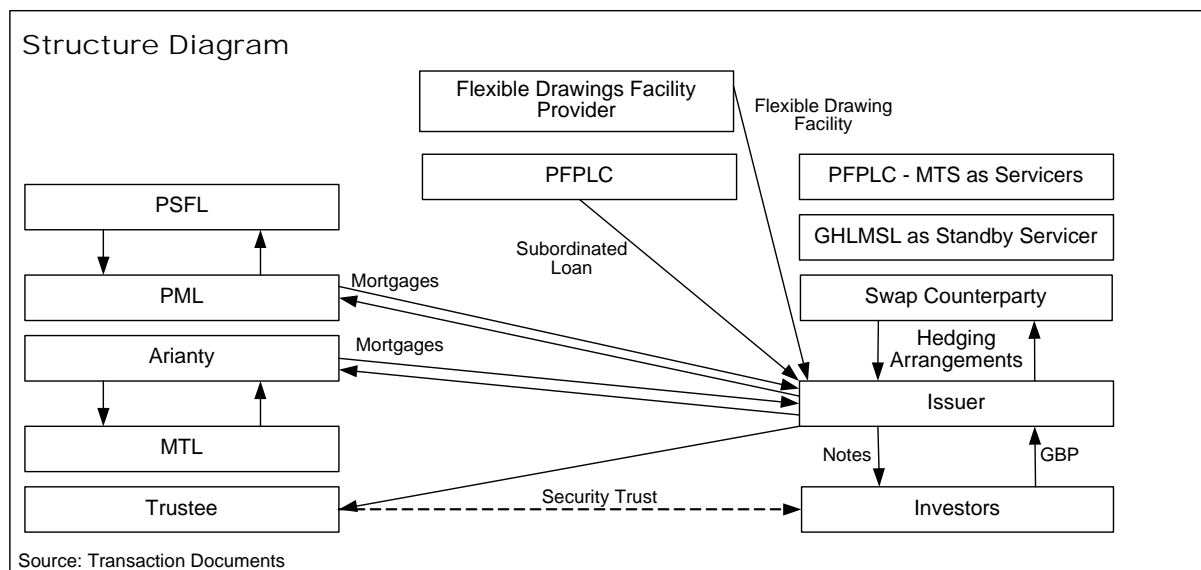 Structure Diagram
Flexible Drawings Facility
Provider
Flexible Drawing
Facility
PFPLC
PFPLC - MTS as Servicers
PSFL
GHLMSL as Standby Servicer
Subordinated
Loan
Mortgages
PML
Swap Counterparty
Mortgages
Arianty
Hedging
Arrangements
Issuer
MTL
Notes
GBP
Trustee
Security Trust
Investors
Source: Transaction Documents